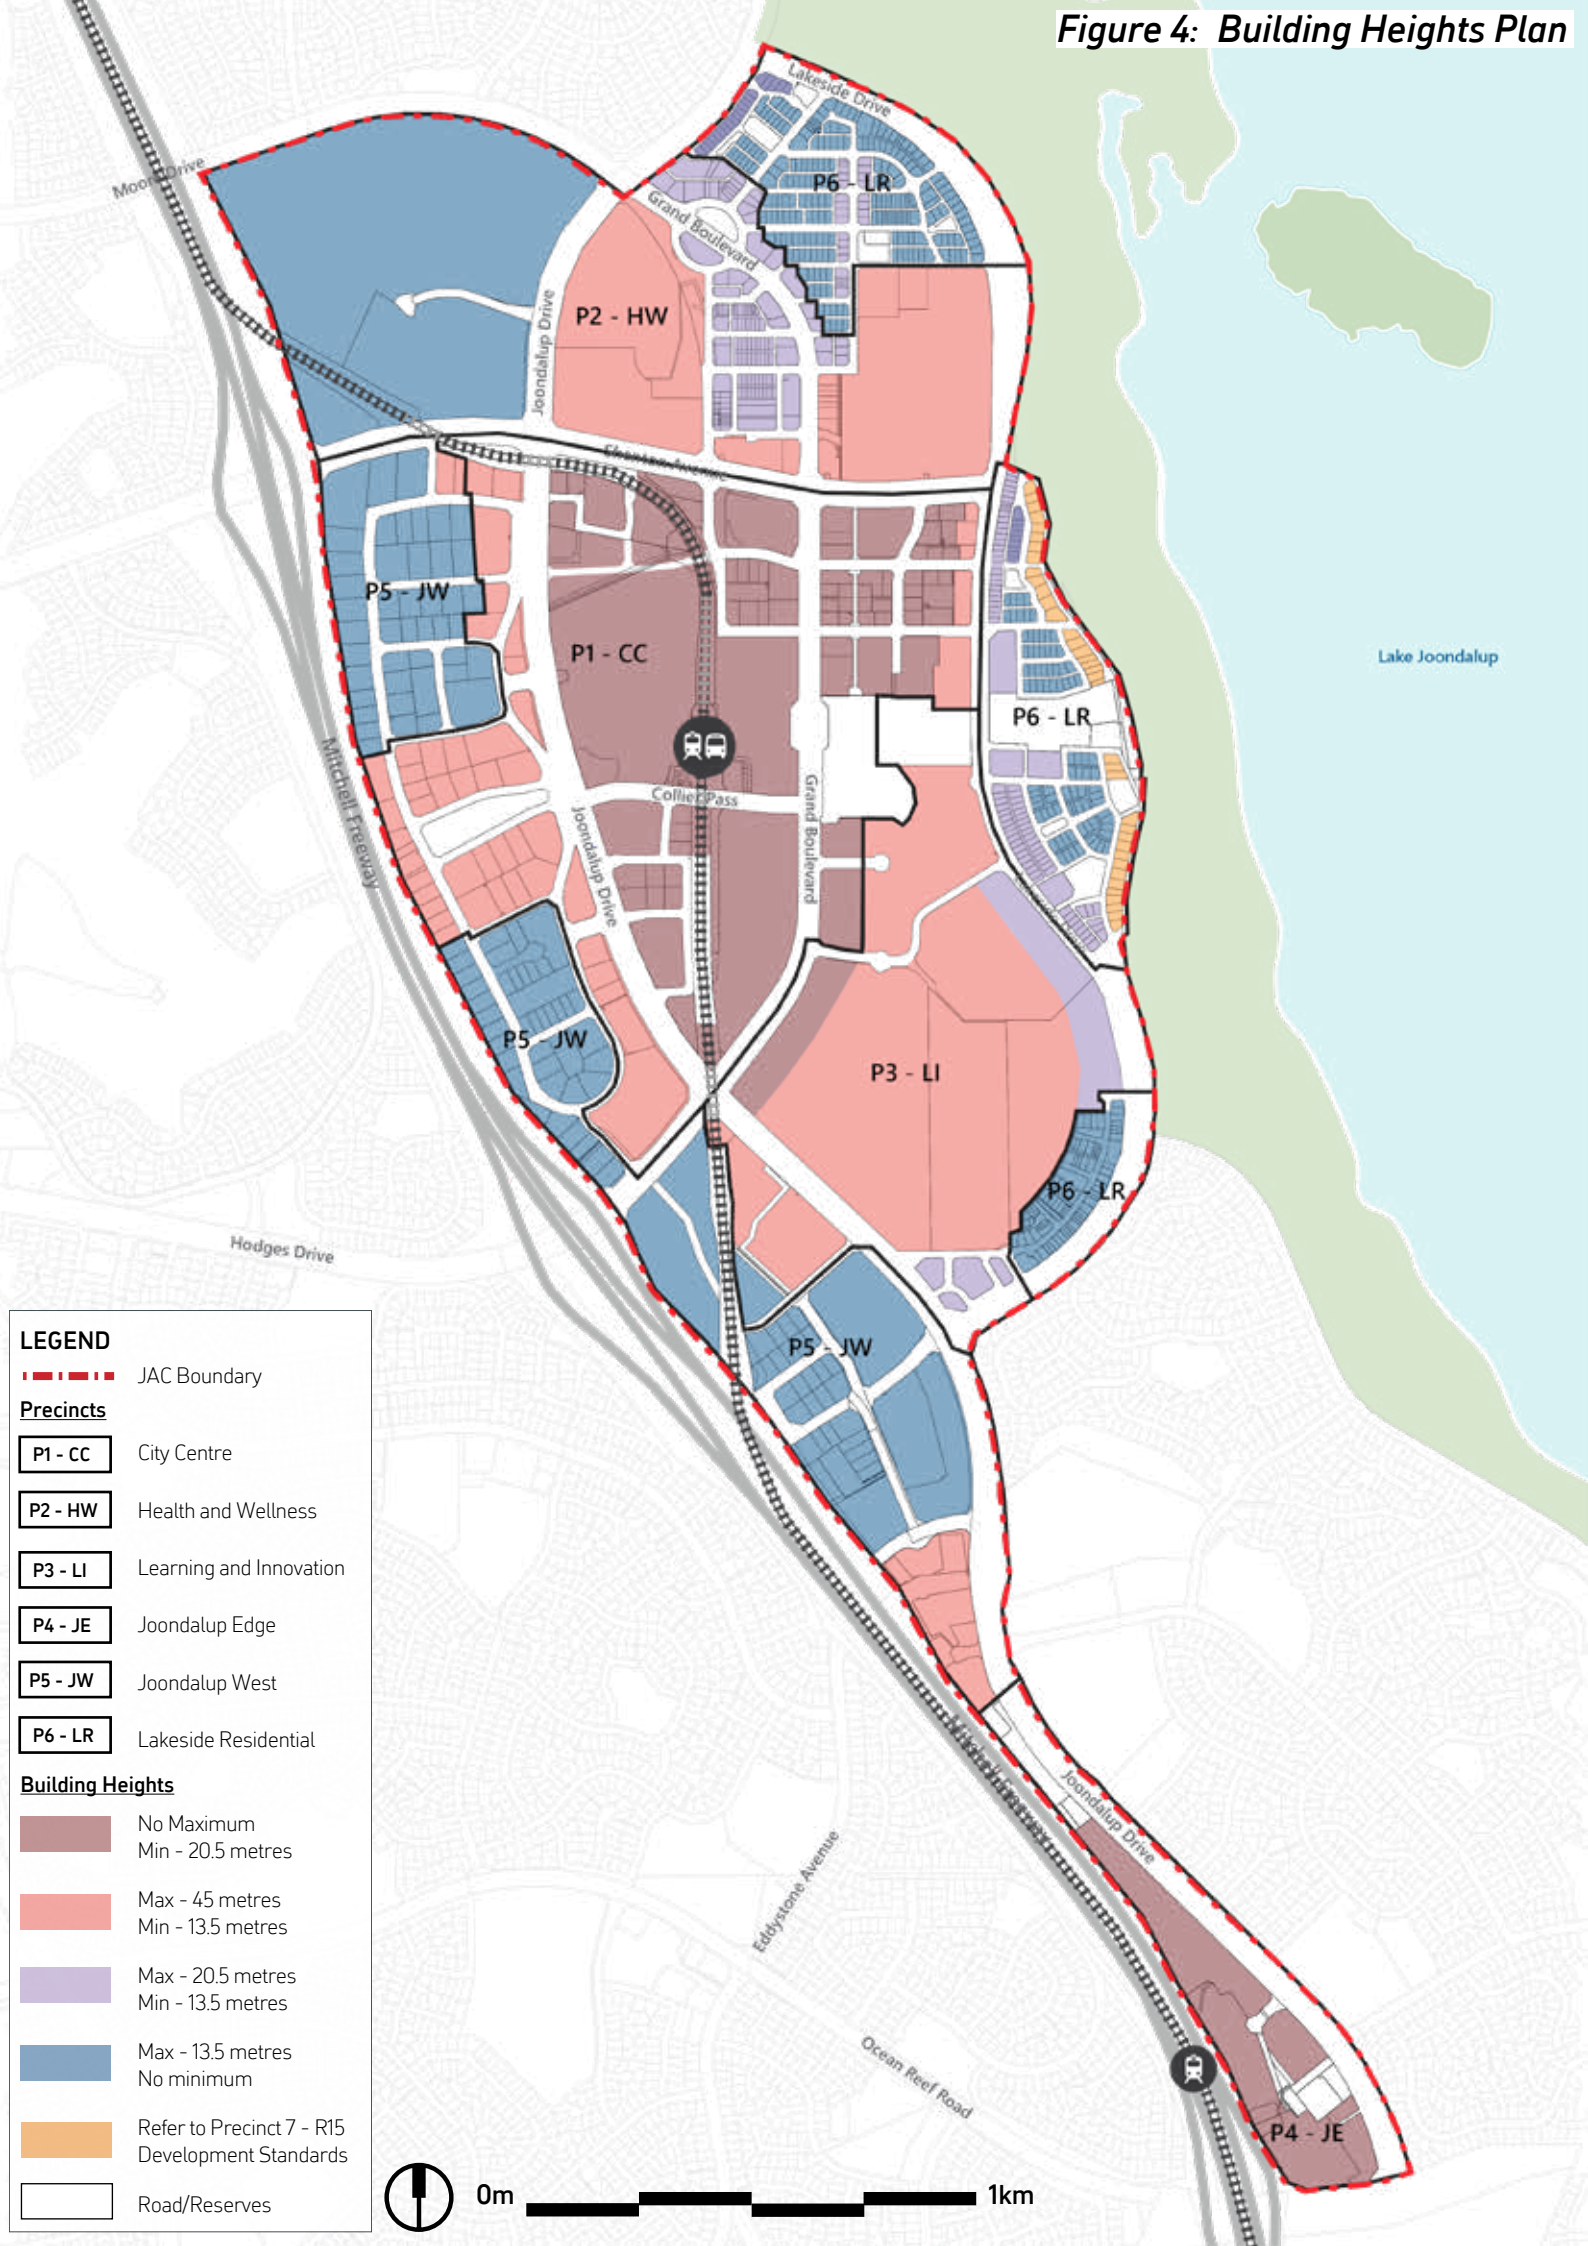 Figure 4: Building Heights Plan
Lakeside Drive
Moore Drive
P6 - LR
Grand Boulevard
P2 - HW
Joondalup Drive
Shenton Avenue
P5 - JW
P1 - CC
Lake Joondalup
P6 - LR
Mitchell Freeway
Collier Pass
Grand Boulevard
Joondalup Drive
Lakeside Drive
P5 - JW
P3 - LI
P6 - LR
Hodges Drive
P5 - JW
Mitchell Freeway
Joondalup Drive
Eddystone Avenue
Ocean Reef Road
P4 - JE
LEGEND
JAC Boundary
Precincts
P1 - CC City Centre
P2 - HW Health and Wellness
P3 - LI Learning and Innovation
P4 - JE Joondalup Edge
P5 - JW Joondalup West
P6 - LR Lakeside Residential
Building Heights
No Maximum
Min - 20.5 metres
Max - 45 metres
Min - 13.5 metres
Max - 20.5 metres
Min - 13.5 metres
Max - 13.5 metres
No minimum
Refer to Precinct 7 - R15
Development Standards
Road/Reserves
0m 1km